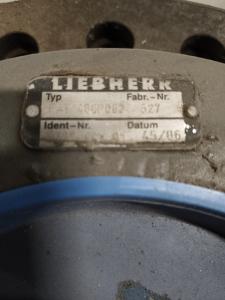 LIEBHERR
Typ Fabr.-Nr.
527
Ident-Nr. Datum
45/06